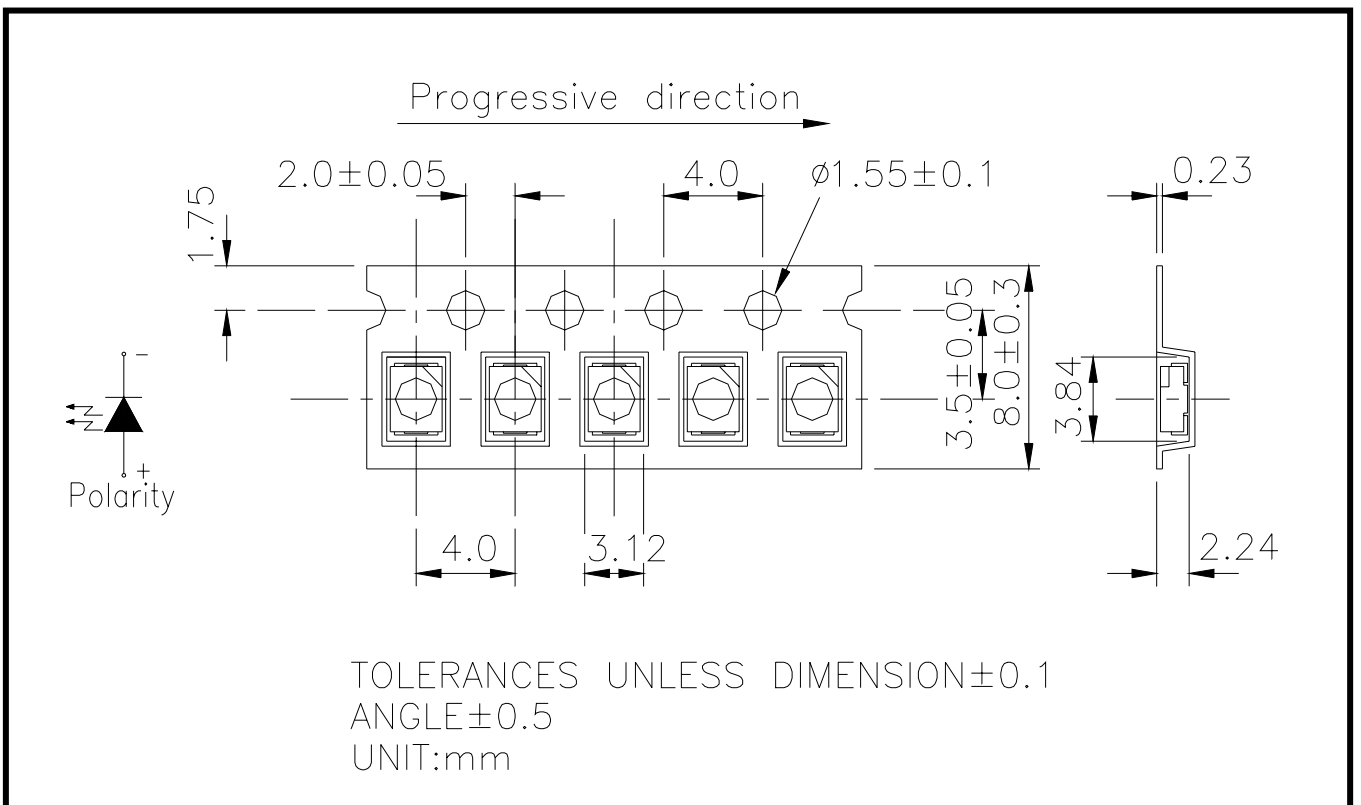 Progressive direction
2.0±0.05
4.0
ø1.55±0.1
0.23
1.75
3.5±0.05
8.0±0.3
3.84
-
+
Polarity
4.0
3.12
2.24
TOLERANCES UNLESS DIMENSION±0.1
ANGLE±0.5
UNIT:mm